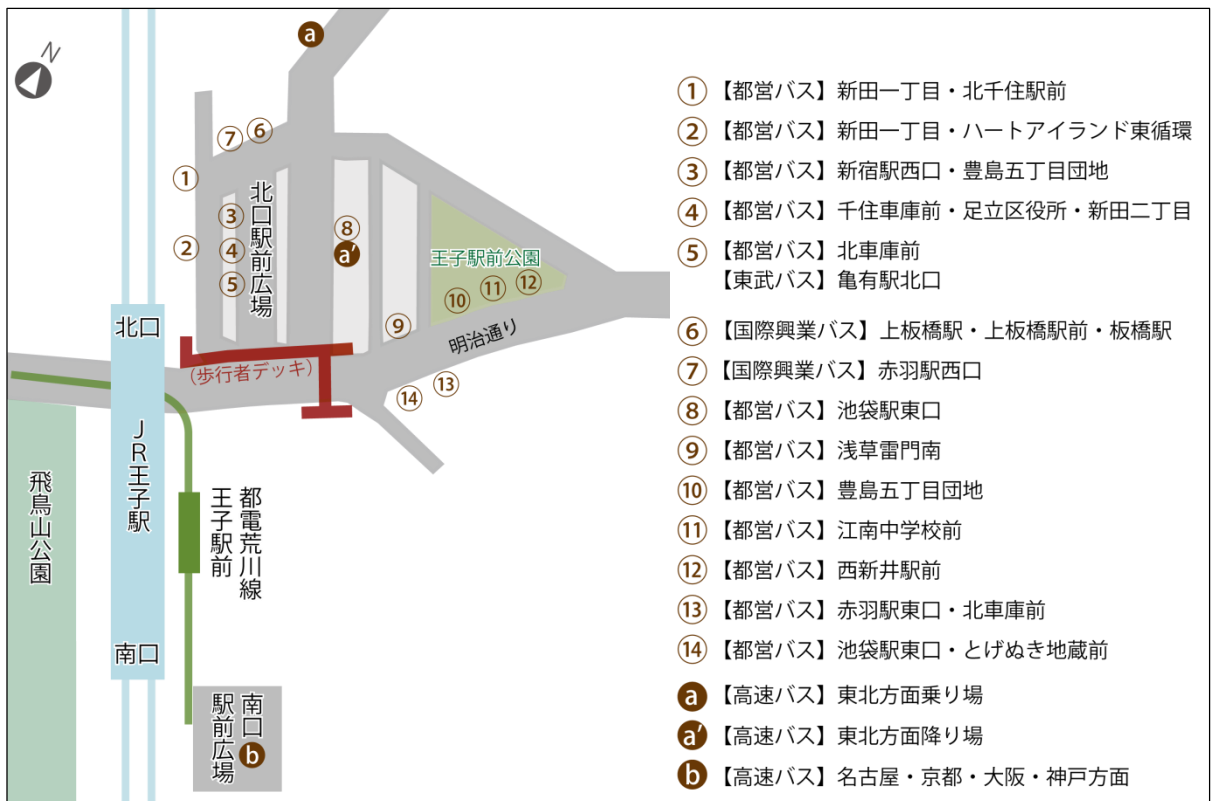 N
a
7
6
1
北口駅前広場
3
8
2
4
a′
5
王子駅前公園
10
11
12
9
明治通り
北口
(歩行者デッキ)
14
13
JR王子駅
飛鳥山公園
都電荒川線
王子駅前
南口
南口
駅前広場
b
① 【都営バス】新田一丁目・北千住駅前
② 【都営バス】新田一丁目・ハートアイランド東循環
③ 【都営バス】新宿駅西口・豊島五丁目団地
④ 【都営バス】千住車庫前・足立区役所・新田二丁目
⑤ 【都営バス】北車庫前
【東武バス】亀有駅北口
⑥ 【国際興業バス】上板橋駅・上板橋駅前・板橋駅
⑦ 【国際興業バス】赤羽駅西口
⑧ 【都営バス】池袋駅東口
⑨ 【都営バス】浅草雷門南
⑩ 【都営バス】豊島五丁目団地
⑪ 【都営バス】江南中学校前
⑫ 【都営バス】西新井駅前
⑬ 【都営バス】赤羽駅東口・北車庫前
⑭ 【都営バス】池袋駅東口・とげぬき地蔵前
a 【高速バス】東北方面乗り場
a′ 【高速バス】東北方面降り場
b 【高速バス】名古屋・京都・大阪・神戸方面